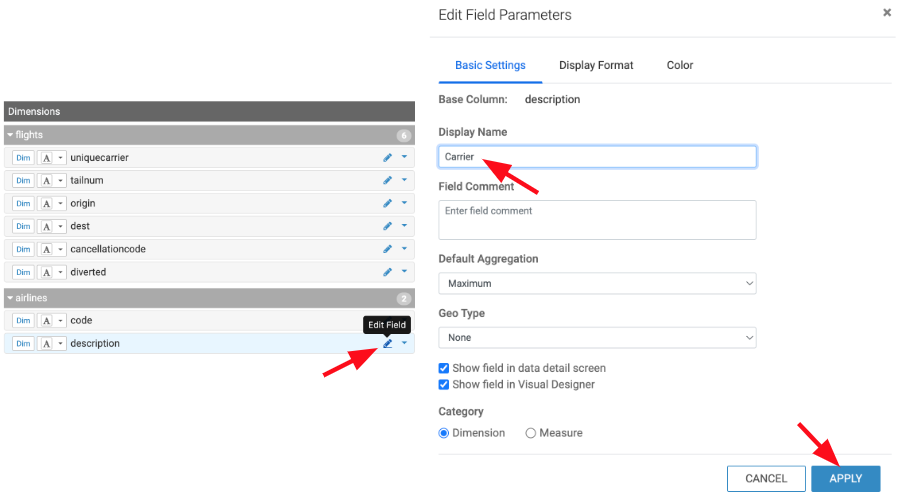 Dimensions
flights 6
Dim A uniquecarrier
Dim A tailnum
Dim A origin
Dim A dest
Dim A cancellationcode
Dim A diverted
airlines 2
Dim A code
Edit Field
Dim A description
Edit Field Parameters ×
Basic Settings Display Format Color
Base Column: description
Display Name
Carrier
Field Comment
Enter field comment
Default Aggregation
Maximum
Geo Type
None
Show field in data detail screen
Show field in Visual Designer
Category
Dimension Measure
CANCEL APPLY